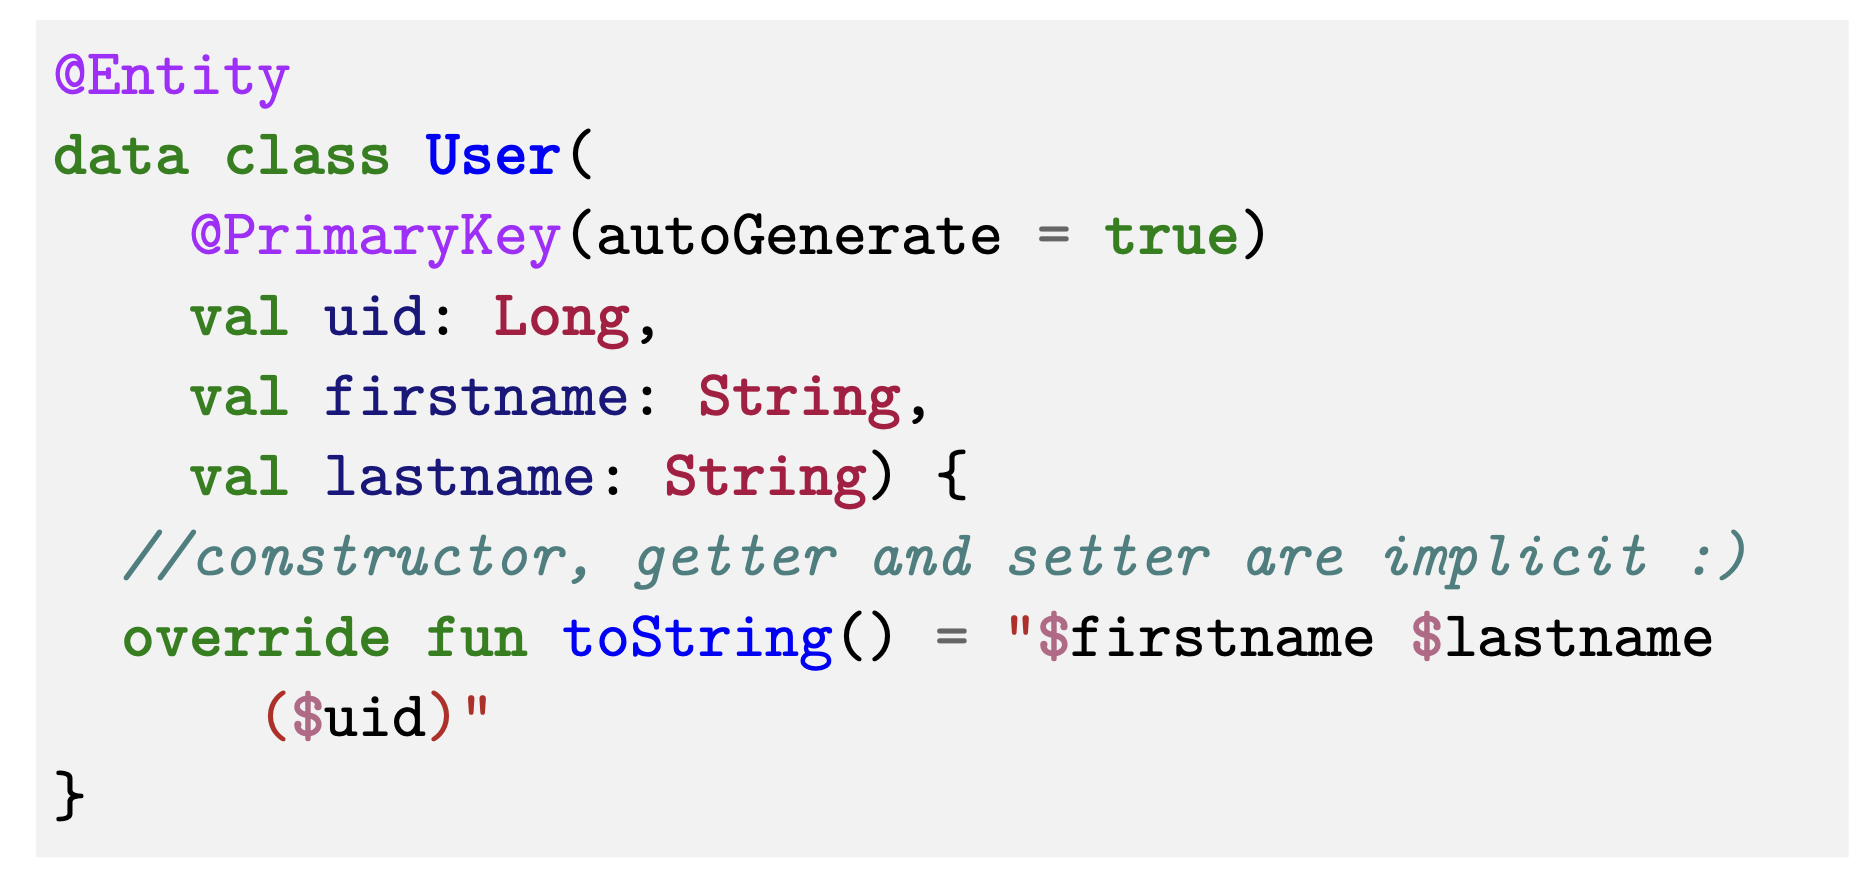 @Entity
data class User(
    @PrimaryKey(autoGenerate = true)
    val uid: Long,
    val firstname: String,
    val lastname: String) {
  //constructor, getter and setter are implicit :)
  override fun toString() = "$firstname $lastname
      ($uid)"
}